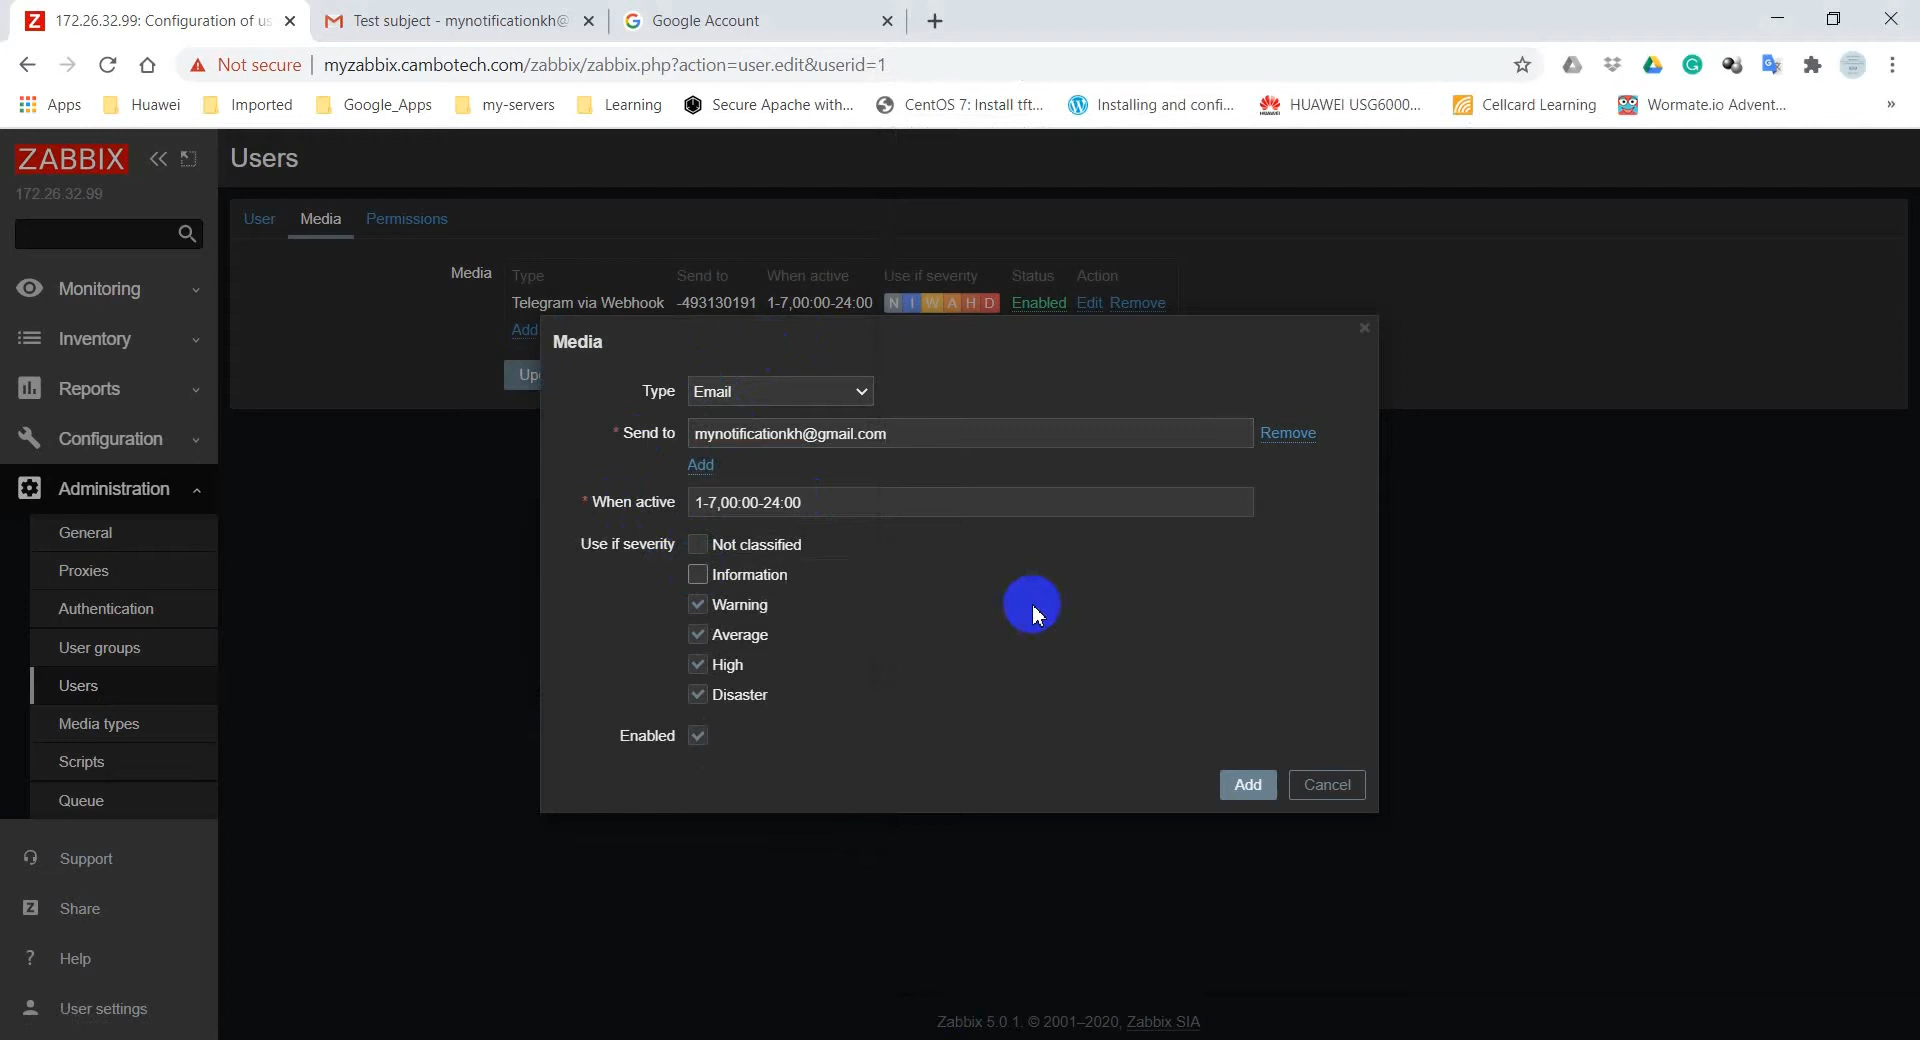 172.26.32.99: Configuration of us
Test subject - mynotificationkh@
Google Account
Not secure
myzabbix.cambotech.com/zabbix/zabbix.php?action=user.edit&userid=1
Apps
Huawei
Imported
Google_Apps
my-servers
Learning
Secure Apache with...
CentOS 7: Install tft...
Installing and confi...
HUAWEI USG6000...
Cellcard Learning
Wormate.io Advent...
»
ZABBIX
172.26.32.99
Users
User
Media
Permissions
Media
Type Send to When active Use if severity Status Action
Telegram via Webhook -493130191 1-7,00:00-24:00 N I W A H D Enabled Edit Remove
Add
Up
Monitoring
Inventory
Reports
Configuration
Administration
General
Proxies
Authentication
User groups
Users
Media types
Scripts
Queue
Support
Share
Help
User settings
Media
Type Email
* Send to mynotificationkh@gmail.com Remove
Add
* When active 1-7,00:00-24:00
Use if severity Not classified
Information
Warning
Average
High
Disaster
Enabled
Add Cancel
Zabbix 5.0.1. © 2001–2020, Zabbix SIA